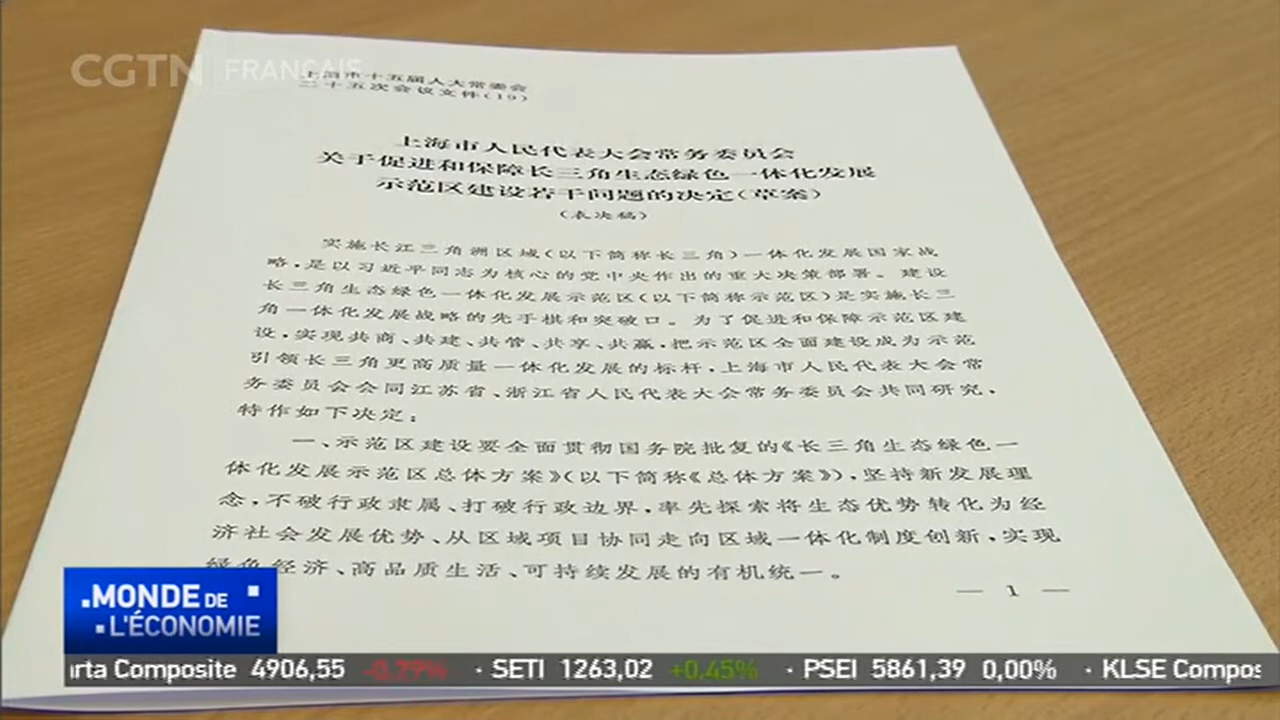 CGTN FRANÇAIS
上海市十五届人大常委会
二十五次会议文件(19)
上海市人民代表大会常务委员会
关于促进和保障长三角生态绿色一体化发展
示范区建设若干问题的决定(草案)
(表决稿)
实施长江三角洲区域(以下简称长三角)一体化发展国家战
略,是以习近平同志为核心的党中央作出的重大决策部署。建设
长三角生态绿色一体化发展示范区(以下简称示范区)是实施长三
角一体化发展战略的先手棋和突破口。为了促进和保障示范区建
设,实现共商、共建、共管、共享、共赢,把示范区全面建设成为示范
引领长三角更高质量一体化发展的标杆,上海市人民代表大会常
务委员会会同江苏省、浙江省人民代表大会常务委员会共同研究,
特作如下决定:
一、示范区建设要全面贯彻国务院批复的《长三角生态绿色一
体化发展示范区总体方案》(以下简称《总体方案》),坚持新发展理
念,不破行政隶属、打破行政边界,率先探索将生态优势转化为经
济社会发展优势、从区域项目协同走向区域一体化制度创新,实现
绿色经济、高品质生活、可持续发展的有机统一。
— 1 —
MONDE DE
L'ÉCONOMIE
arta Composite 4906,55 -0.79% · SETI 1263,02 +0.45% · PSEI 5861,39 0,00% · KLSE Compos